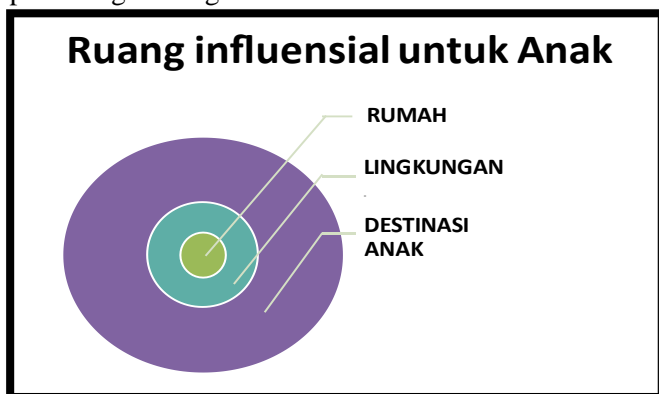 Ruang influensial untuk Anak
RUMAH
LINGKUNGAN
.
DESTINASI
ANAK